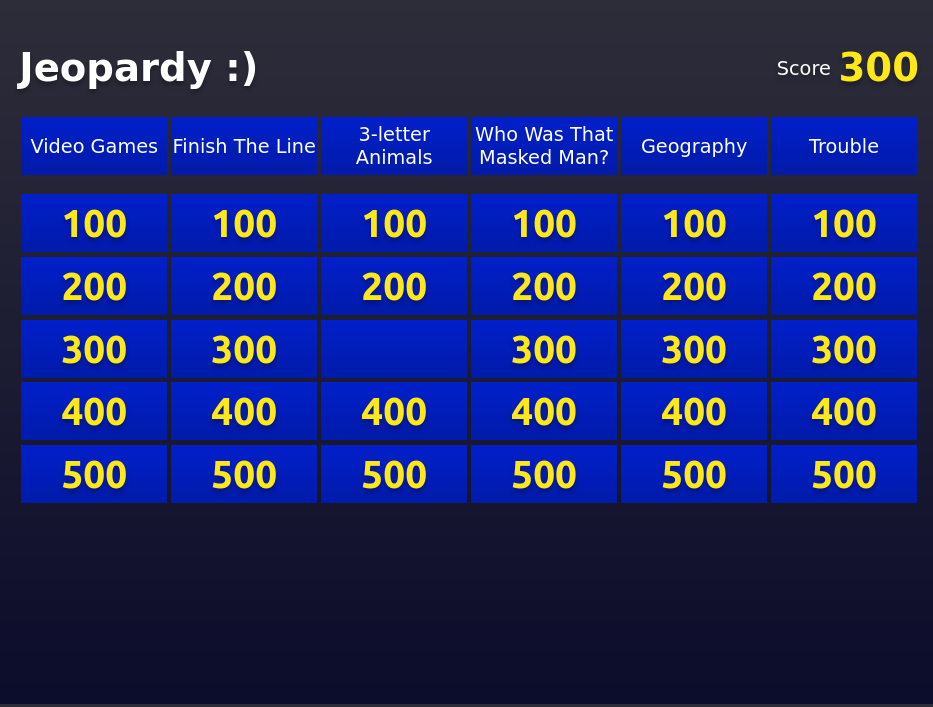 Jeopardy :)
Score 300
Video Games
Finish The Line
3-letter
Animals
Who Was That
Masked Man?
Geography
Trouble
100 100 100 100 100 100
200 200 200 200 200 200
300 300 300 300 300
400 400 400 400 400 400
500 500 500 500 500 500